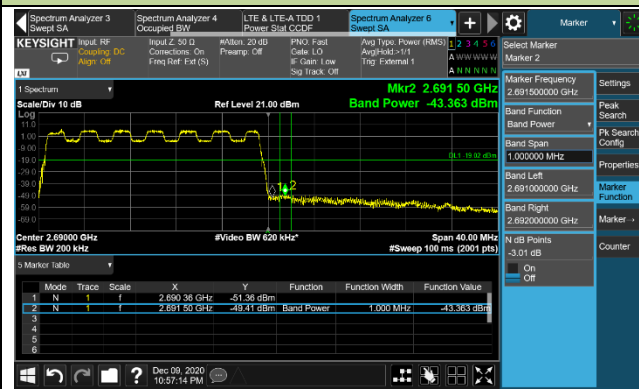 Spectrum Analyzer 3
Swept SA
Spectrum Analyzer 4
Occupied BW
LTE & LTE-A TDD 1
Power Stat CCDF
Spectrum Analyzer 6
Swept SA
Marker
KEYSIGHT
Input: RF
Coupling: DC
Align: Off
Input Z: 50 Ω
Corrections: On
Freq Ref: Ext (S)
#Atten: 20 dB
Preamp: Off
PNO: Fast
Gate: LO
IF Gain: Low
Sig Track: Off
Avg Type: Power (RMS)
Avg|Hold:>1/1
Trig: External 1
1 2 3 4 5 6
A W W W W W
A N N N N N
LXI
Select Marker
Marker 2
1 Spectrum
Scale/Div 10 dB
Log
Ref Level 21.00 dBm
Mkr2 2.691 50 GHz
Band Power -43.363 dBm
11.0
1.00
-9.00
-19.0
-29.0
-39.0
-49.0
-59.0
-69.0
1
2
Center 2.69000 GHz
#Res BW 200 kHz
#Video BW 620 kHz*
Span 40.00 MHz
#Sweep 100 ms (2001 pts)
Marker Frequency
2.691500000 GHz
Band Function
Band Power
Band Span
1.000000 MHz
Band Left
2.691000000 GHz
Band Right
2.692000000 GHz
N dB Points
-3.01 dB
On
Off
Settings
Peak
Search
Pk Search
Config
Properties
Marker
Function
Marker→
Counter
5 Marker Table
Mode Trace Scale X Y Function Function Width Function Value
1 N 1 f 2.690 36 GHz -51.36 dBm
2 N 1 f 2.691 50 GHz -49.41 dBm Band Power 1.000 MHz -43.363 dBm
3
4
5
6
Dec 09, 2020
10:57:14 PM